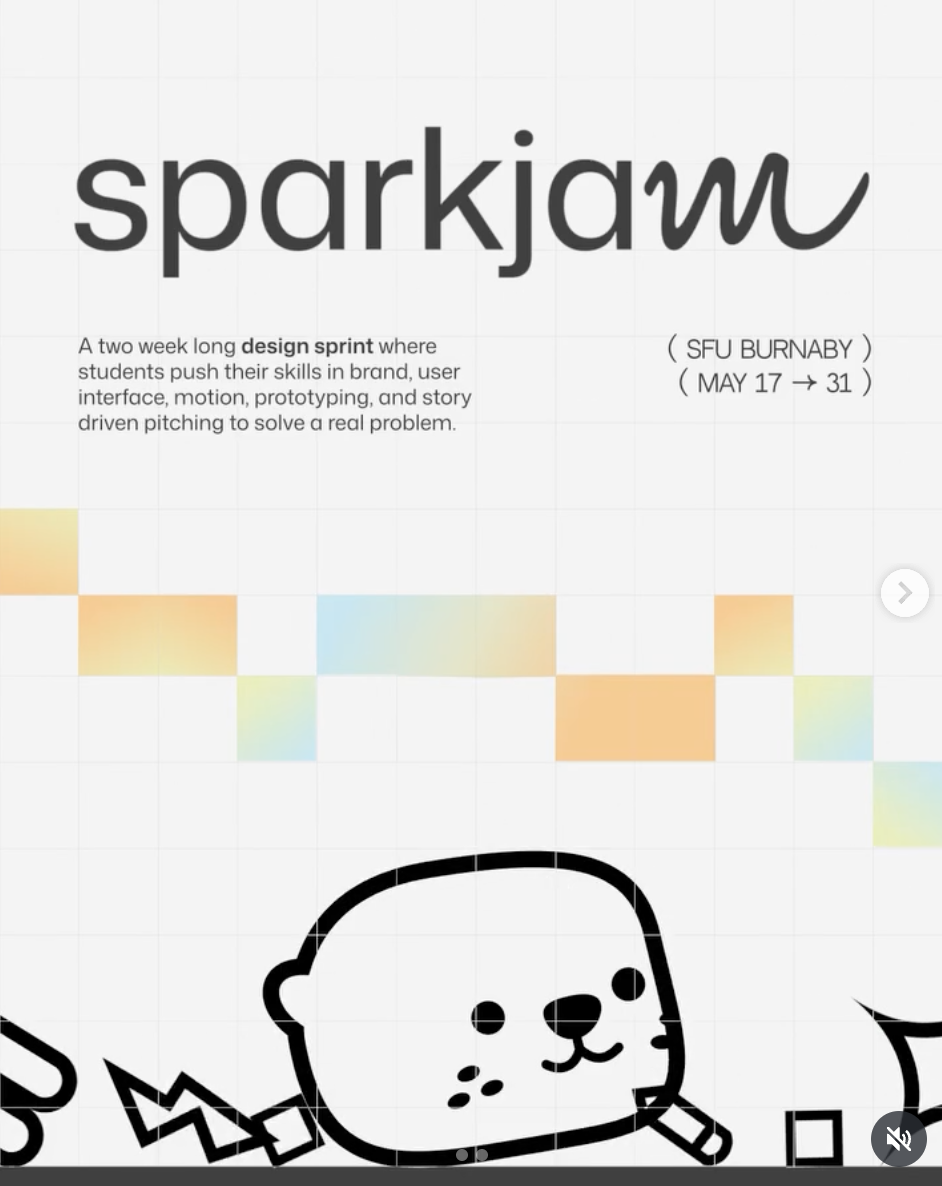 sparkjam
A two week long design sprint where
students push their skills in brand, user
interface, motion, prototyping, and story
driven pitching to solve a real problem.
( SFU BURNABY )
( MAY 17 → 31 )